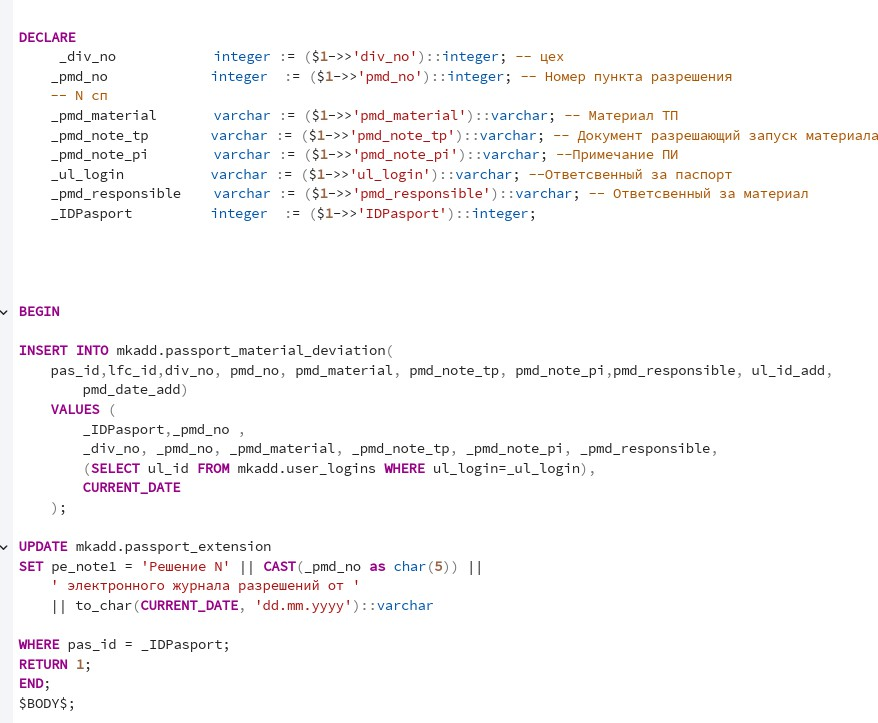 DECLARE
_div_no integer := ($1->>'div_no')::integer; -- цех
_pmd_no integer := ($1->>'pmd_no')::integer; -- Номер пункта разрешения
-- N сп
_pmd_material varchar := ($1->>'pmd_material')::varchar; -- Материал ТП
_pmd_note_tp varchar := ($1->>'pmd_note_tp')::varchar; -- Документ разрешающий запуск материала
_pmd_note_pi varchar := ($1->>'pmd_note_pi')::varchar; --Примечание ПИ
_ul_login varchar := ($1->>'ul_login')::varchar; --Ответсвенный за паспорт
_pmd_responsible varchar := ($1->>'pmd_responsible')::varchar; -- Ответсвенный за материал
_IDPasport integer := ($1->>'IDPasport')::integer;
BEGIN
INSERT INTO mkadd.passport_material_deviation(
pas_id,lfc_id,div_no, pmd_no, pmd_material, pmd_note_tp, pmd_note_pi,pmd_responsible, ul_id_add,
pmd_date_add)
VALUES (
_IDPasport,_pmd_no ,
_div_no, _pmd_no, _pmd_material, _pmd_note_tp, _pmd_note_pi, _pmd_responsible,
(SELECT ul_id FROM mkadd.user_logins WHERE ul_login=_ul_login),
CURRENT_DATE
);
UPDATE mkadd.passport_extension
SET pe_note1 = 'Решение N' || CAST(_pmd_no as char(5)) ||
' электронного журнала разрешений от '
|| to_char(CURRENT_DATE, 'dd.mm.yyyy')::varchar
WHERE pas_id = _IDPasport;
RETURN 1;
END;
$BODY$;